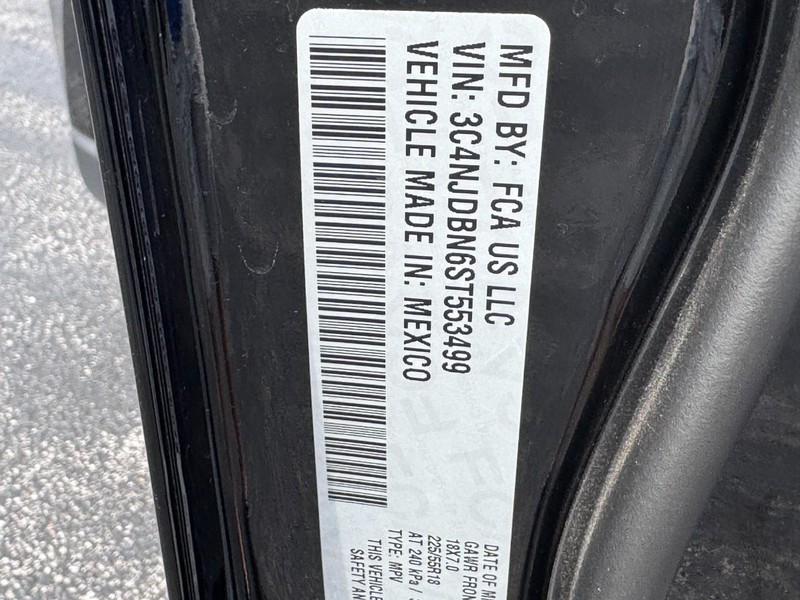 MFD BY: FCA US LLC
VIN: 3C4NJDBN6ST553499
VEHICLE MADE IN: MEXICO
DATE OF
GAWR FRON
18X7.0
225/55R18
AT 240 kPa /
TYPE: MPV
THIS VEHICLE
SAFETY AN